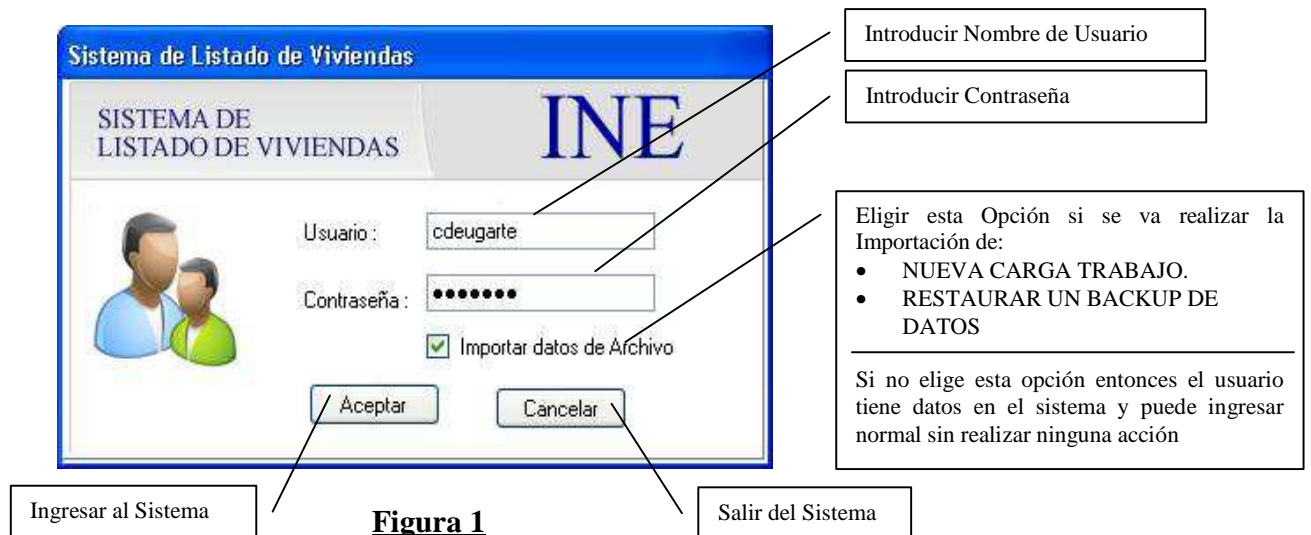 Sistema de Listado de Viviendas
SISTEMA DE
LISTADO DE VIVIENDAS
INE
Usuario :
cdeugarte
Contraseña :
●●●●●●●
Importar datos de Archivo
Aceptar
Cancelar
Introducir Nombre de Usuario
Introducir Contraseña
Eligir esta Opción si se va realizar la
Importación de:
• NUEVA CARGA TRABAJO.
• RESTAURAR UN BACKUP DE
DATOS
Si no elige esta opción entonces el usuario
tiene datos en el sistema y puede ingresar
normal sin realizar ninguna acción
Ingresar al Sistema
Figura 1
Salir del Sistema